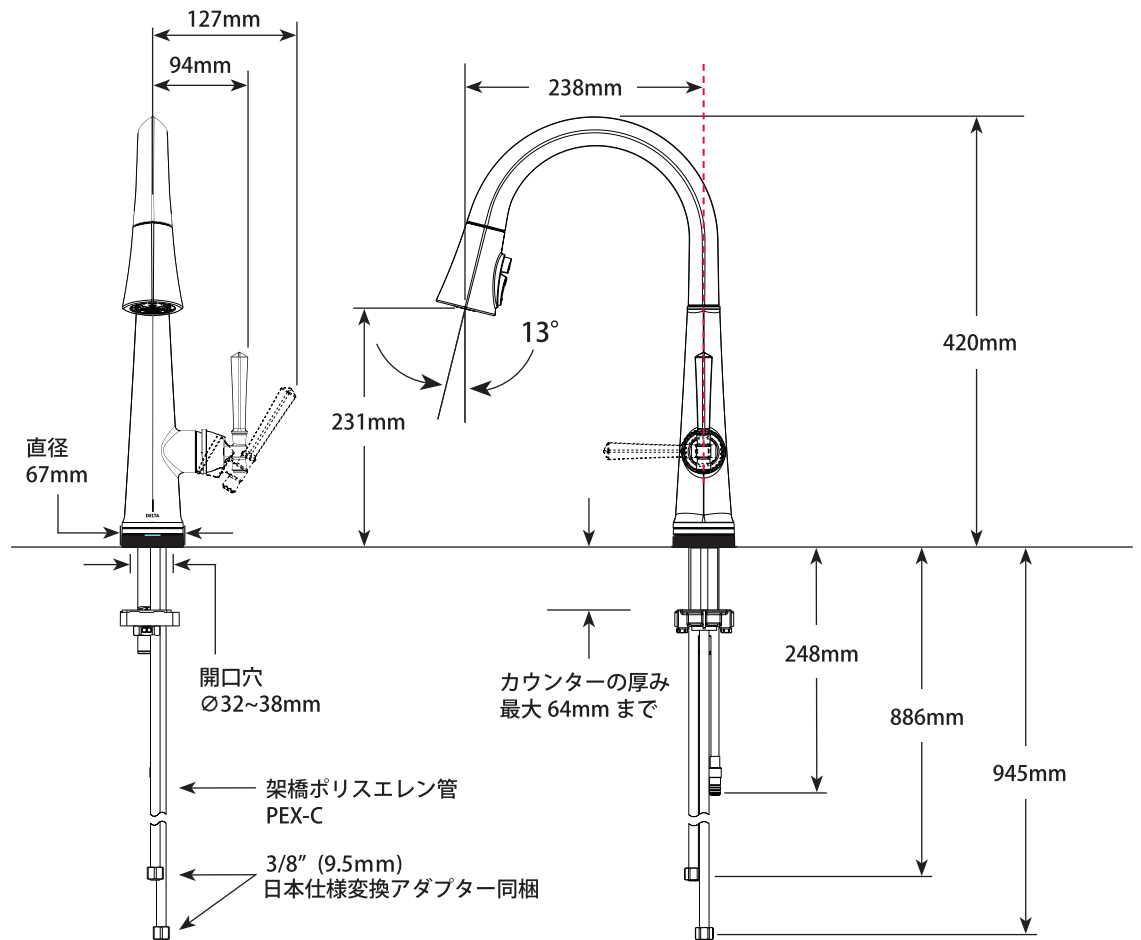 127mm
94mm
238mm
13°
420mm
231mm
直径
67mm
DELTA
開口穴
∅32~38mm
カウンターの厚み
最大 64mm まで
248mm
886mm
945mm
架橋ポリスエレン管
PEX-C
3/8” (9.5mm)
日本仕様変換アダプター同梱